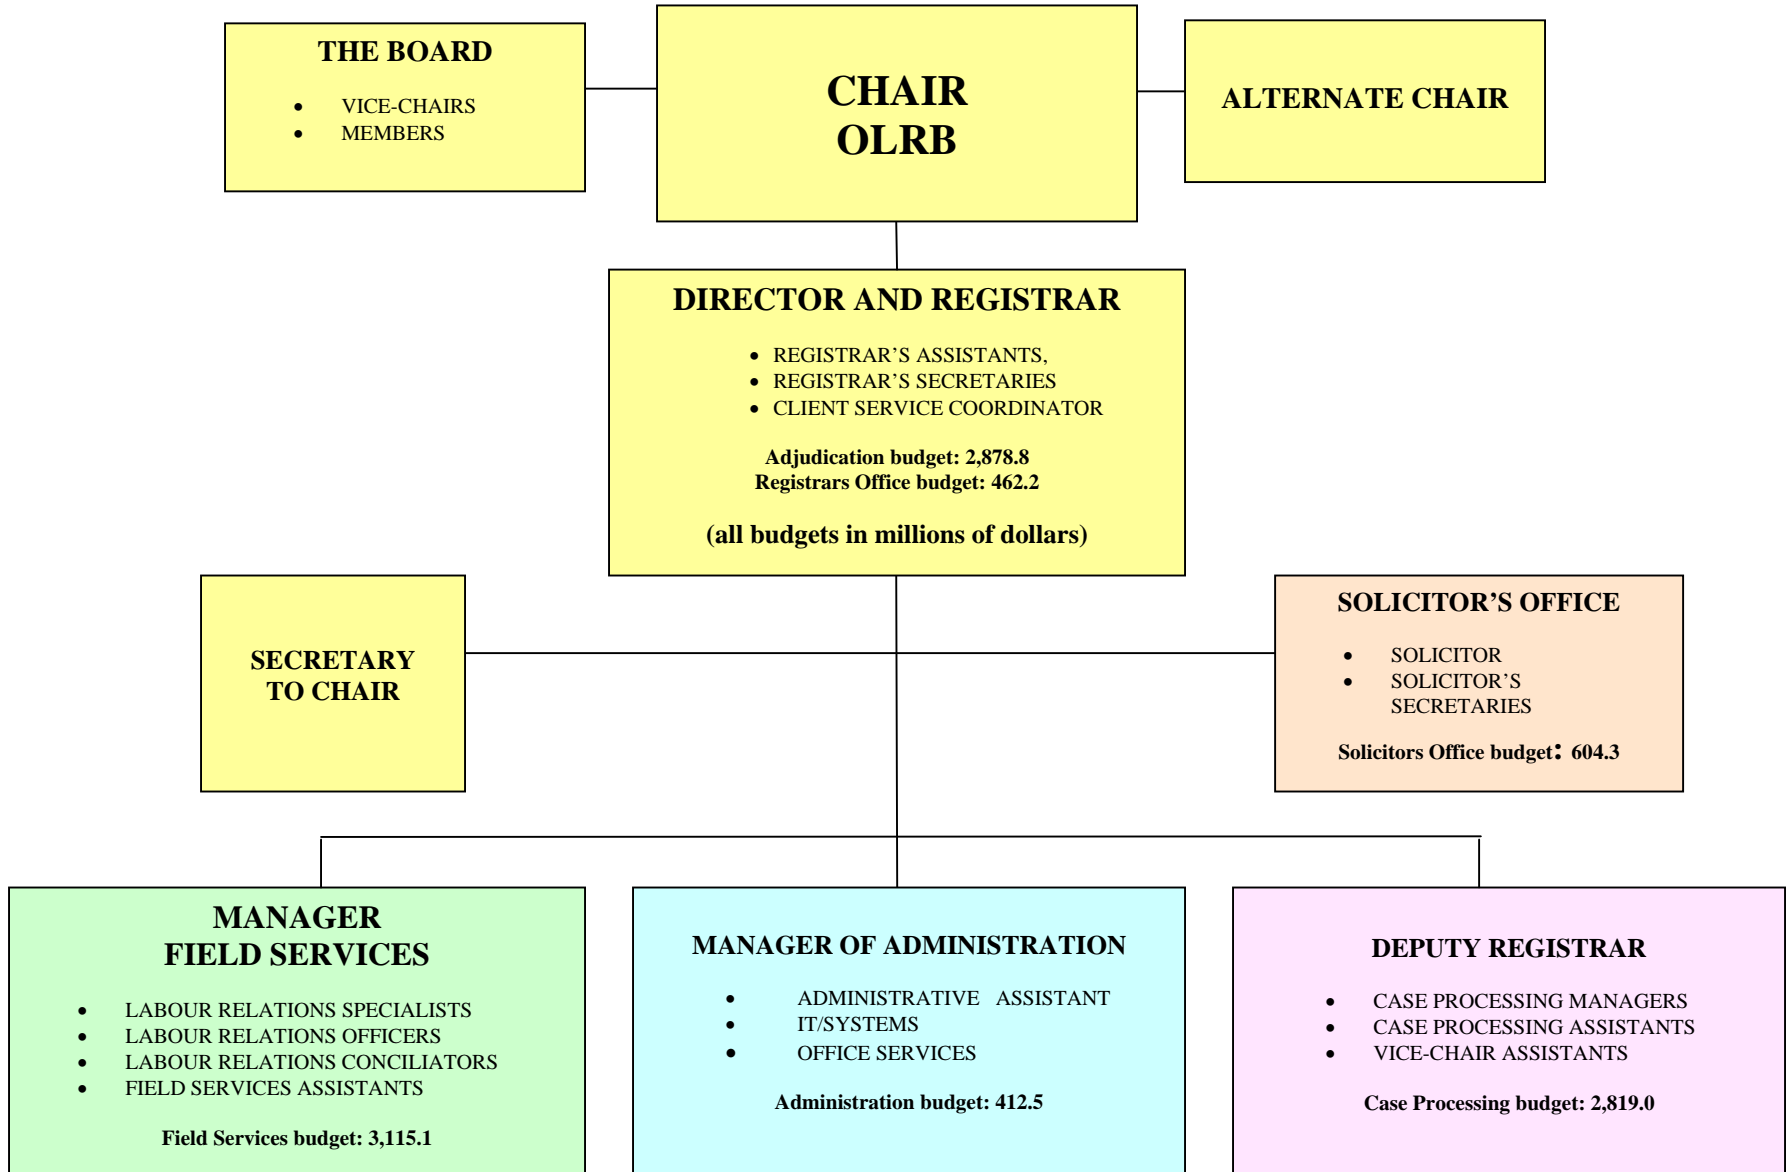 THE BOARD
• VICE-CHAIRS
• MEMBERS
CHAIR
OLRB
ALTERNATE CHAIR
DIRECTOR AND REGISTRAR
• REGISTRAR’S ASSISTANTS,
• REGISTRAR’S SECRETARIES
• CLIENT SERVICE COORDINATOR
Adjudication budget: 2,878.8
Registrars Office budget: 462.2
(all budgets in millions of dollars)
SECRETARY
TO CHAIR
SOLICITOR’S OFFICE
• SOLICITOR
• SOLICITOR’S
SECRETARIES
Solicitors Office budget: 604.3
MANAGER
FIELD SERVICES
• LABOUR RELATIONS SPECIALISTS
• LABOUR RELATIONS OFFICERS
• LABOUR RELATIONS CONCILIATORS
• FIELD SERVICES ASSISTANTS
Field Services budget: 3,115.1
MANAGER OF ADMINISTRATION
• ADMINISTRATIVE ASSISTANT
• IT/SYSTEMS
• OFFICE SERVICES
Administration budget: 412.5
DEPUTY REGISTRAR
• CASE PROCESSING MANAGERS
• CASE PROCESSING ASSISTANTS
• VICE-CHAIR ASSISTANTS
Case Processing budget: 2,819.0